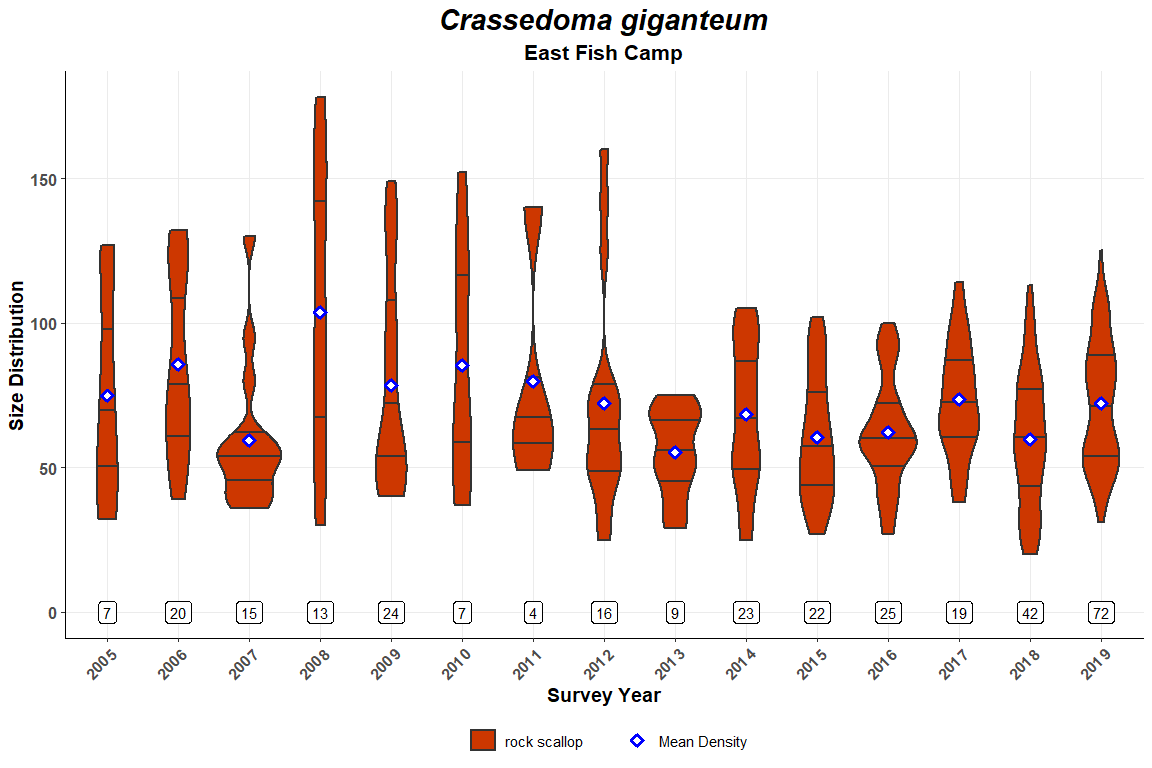 Crassedoma giganteum
East Fish Camp
Size Distribution
150
100
50
0
7 20 15 13 24 7 4 16 9 23 22 25 19 42 72
2005 2006 2007 2008 2009 2010 2011 2012 2013 2014 2015 2016 2017 2018 2019
Survey Year
rock scallop Mean Density